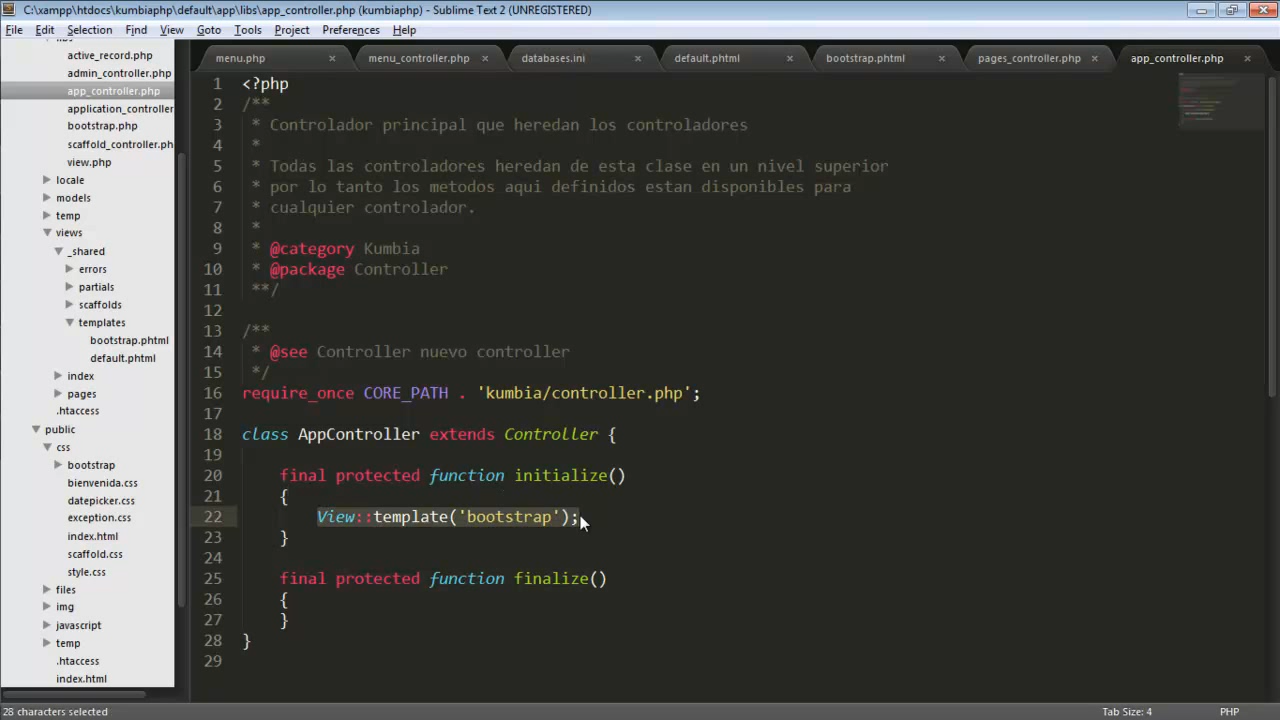 C:\xampp\htdocs\kumbiaphp\default\app\libs\app_controller.php (kumbiaphp) - Sublime Text 2 (UNREGISTERED)
File Edit Selection Find View Goto Tools Project Preferences Help
menu.php menu_controller.php databases.ini default.phtml bootstrap.phtml pages_controller.php app_controller.php
libs
active_record.php
admin_controller.php
app_controller.php
application_controller
bootstrap.php
scaffold_controller.ph
view.php
locale
models
temp
views
_shared
errors
partials
scaffolds
templates
bootstrap.phtml
default.phtml
index
pages
.htaccess
public
css
bootstrap
bienvenida.css
datepicker.css
exception.css
index.html
scaffold.css
style.css
files
img
javascript
temp
.htaccess
index.html
1 <?php
2 /**
3 * Controlador principal que heredan los controladores
4 *
5 * Todas las controladores heredan de esta clase en un nivel superior
6 * por lo tanto los metodos aqui definidos estan disponibles para
7 * cualquier controlador.
8 *
9 * @category Kumbia
10 * @package Controller
11 **/
12
13 /**
14 * @see Controller nuevo controller
15 */
16 require_once CORE_PATH . 'kumbia/controller.php';
17
18 class AppController extends Controller {
19
20 final protected function initialize()
21 {
22 View::template('bootstrap');
23 }
24
25 final protected function finalize()
26 {
27 }
28 }
29
28 characters selected Tab Size: 4 PHP